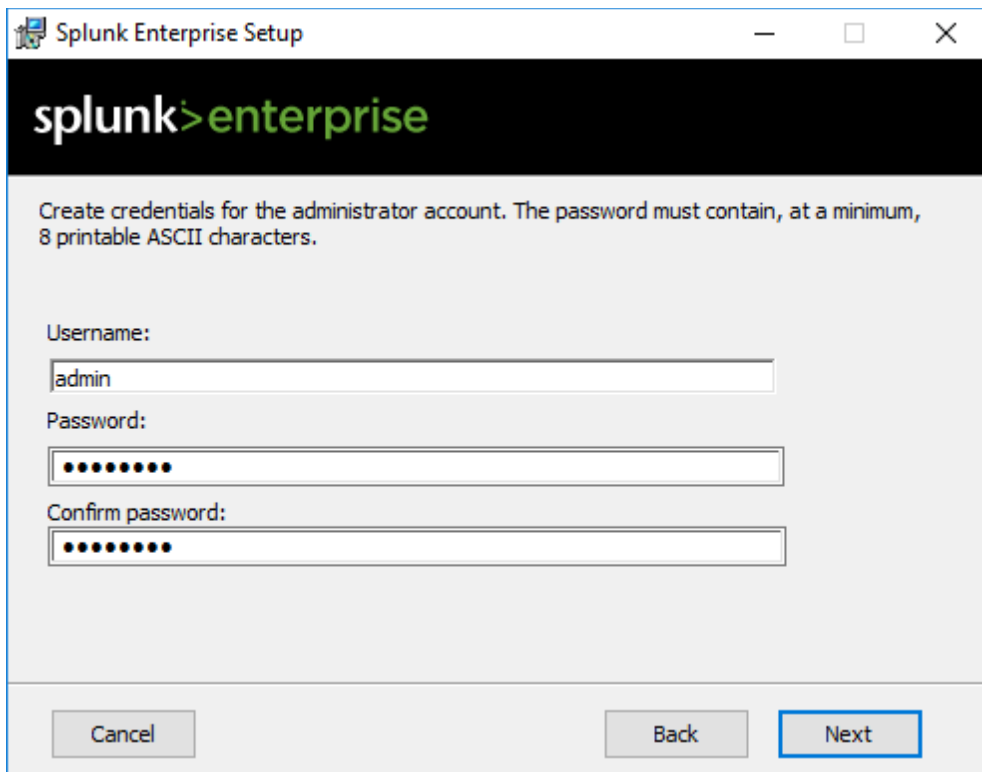 Splunk Enterprise Setup
splunk>enterprise
Create credentials for the administrator account. The password must contain, at a minimum,
8 printable ASCII characters.
Username:
admin
Password:
••••••••
Confirm password:
••••••••
Cancel
Back
Next